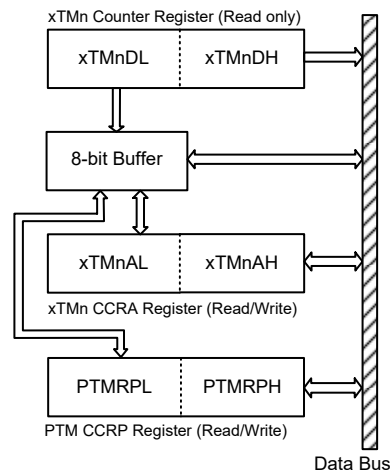 xTMn Counter Register (Read only)
xTMnDL xTMnDH
8-bit Buffer
xTMnAL xTMnAH
xTMn CCRA Register (Read/Write)
PTMRPL PTMRPH
PTM CCRP Register (Read/Write)
Data Bus